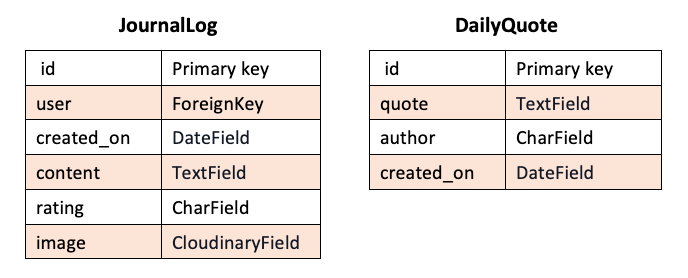 JournalLog
id Primary key
user ForeignKey
created_on DateField
content TextField
rating CharField
image CloudinaryField
DailyQuote
id Primary key
quote TextField
author CharField
created_on DateField